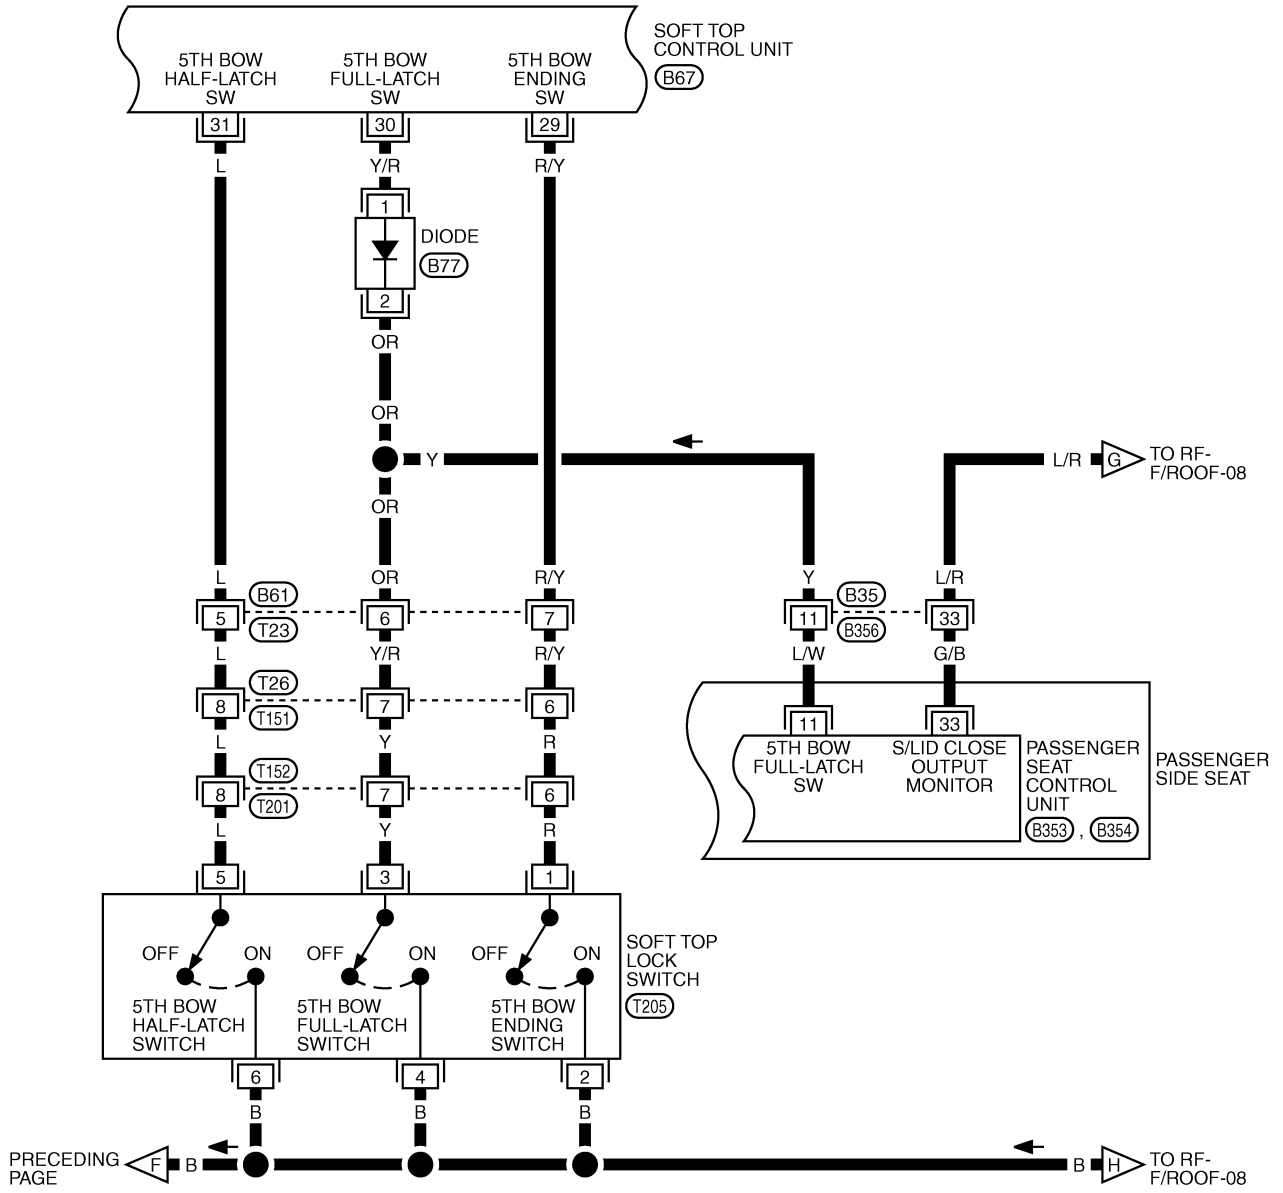 SOFT TOP
CONTROL UNIT
B67
5TH BOW
HALF-LATCH
SW
5TH BOW
FULL-LATCH
SW
5TH BOW
ENDING
SW
31
30
29
L
Y/R
R/Y
1
DIODE
B77
2
OR
OR
Y
L/R
G
TO RF-
F/ROOF-08
OR
L
OR
R/Y
Y
L/R
B61
B35
5
6
7
11
33
T23
B356
L
Y/R
R/Y
L/W
G/B
T26
8
7
6
T151
11
33
L
Y
R
5TH BOW
FULL-LATCH
SW
S/LID CLOSE
OUTPUT
MONITOR
PASSENGER
SEAT
CONTROL
UNIT
B353 , B354
PASSENGER
SIDE SEAT
T152
8
7
6
T201
L
Y
R
5
3
1
OFF
ON
OFF
ON
OFF
ON
SOFT TOP
LOCK
SWITCH
T205
5TH BOW
HALF-LATCH
SWITCH
5TH BOW
FULL-LATCH
SWITCH
5TH BOW
ENDING
SWITCH
6
4
2
B
B
B
PRECEDING
PAGE
F
B
B
H
TO RF-
F/ROOF-08